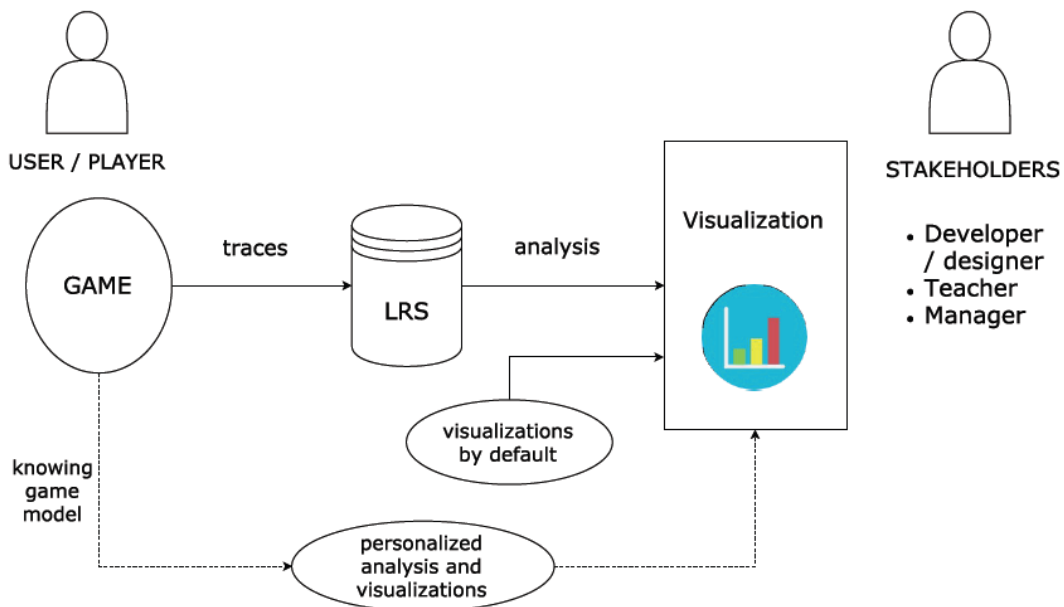 USER / PLAYER
STAKEHOLDERS
GAME
traces
LRS
analysis
Visualization
• Developer
/ designer
• Teacher
• Manager
visualizations
by default
knowing
game
model
personalized
analysis and
visualizations